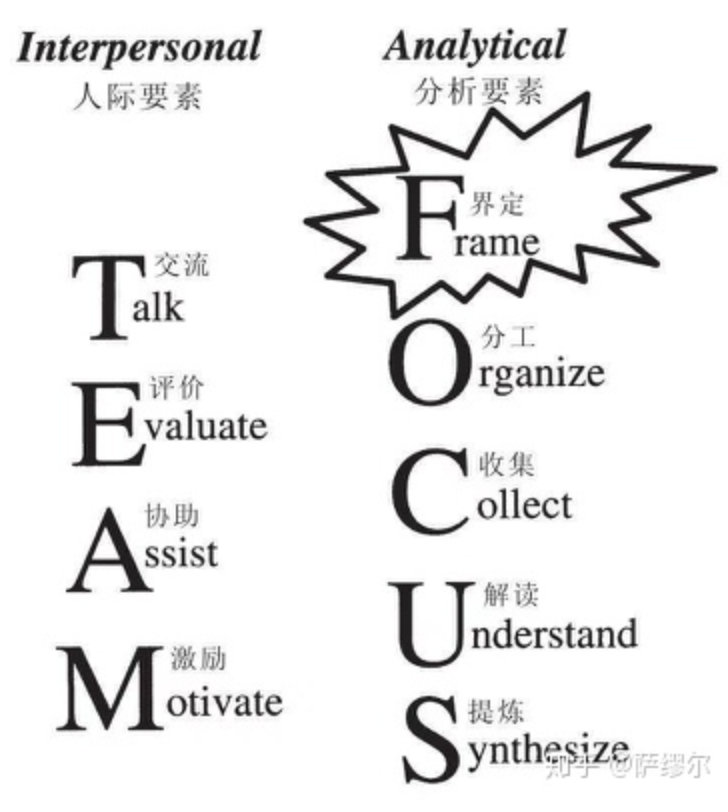 Interpersonal
人际要素
交流
Talk
评价
Evaluate
协助
Assist
激励
Motivate
Analytical
分析要素
界定
Frame
分工
Organize
收集
Collect
解读
Understand
提炼
Synthesize
知乎 @萨缪尔